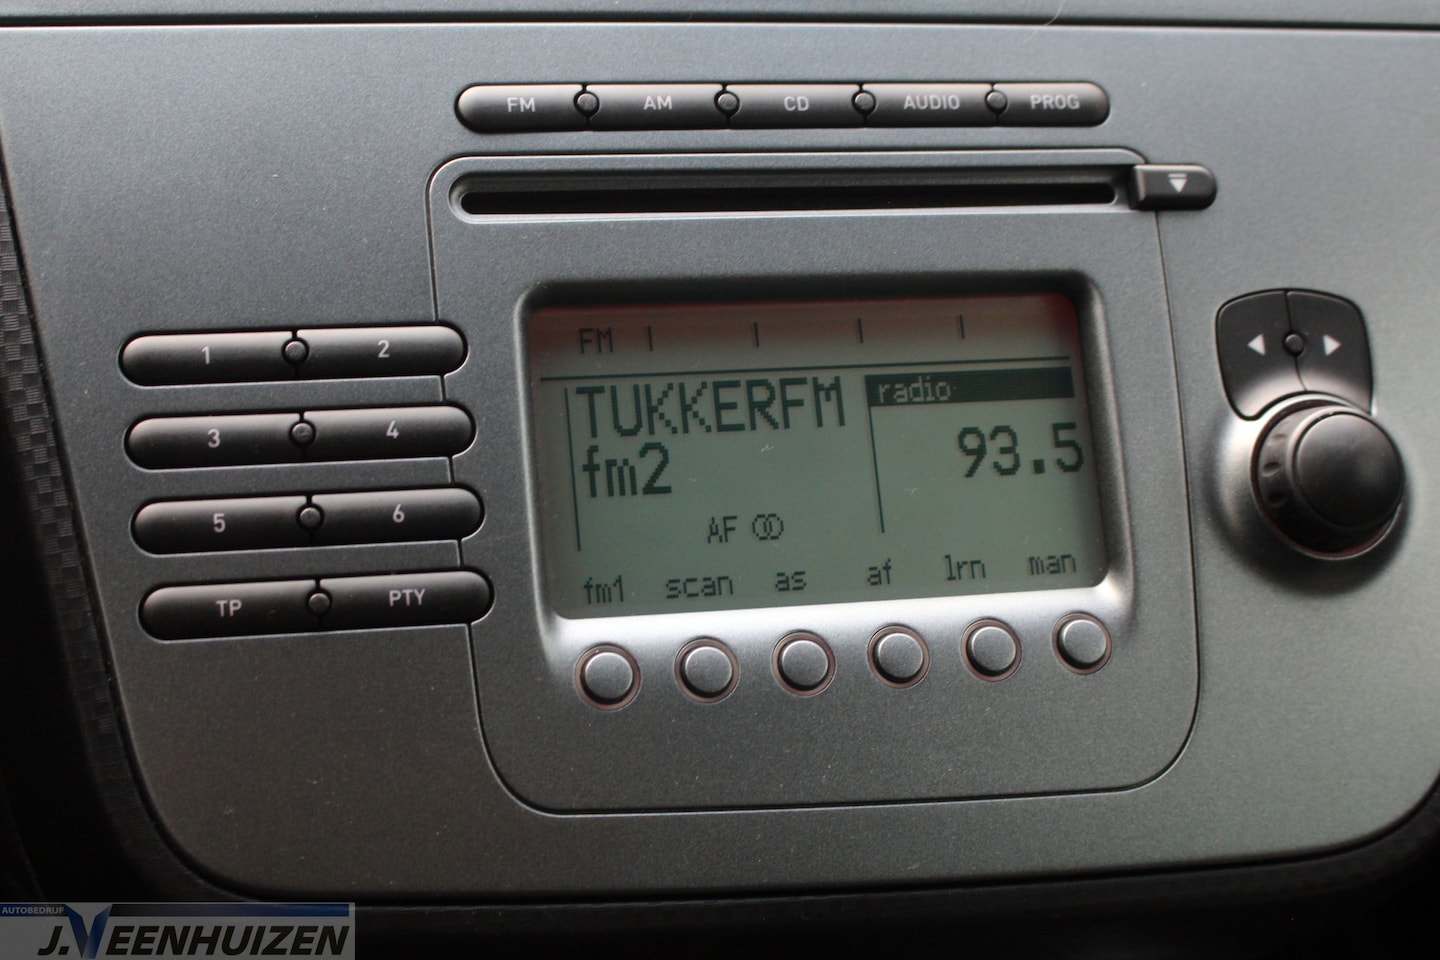 FM AM CD AUDIO PROG
1 2
3 4
5 6
TP PTY
FM
TUKKERFM radio
fm2 93.5
AF
fm1 scan as af lrn man
AUTOBEDRIJF
J.VEENHUIZEN